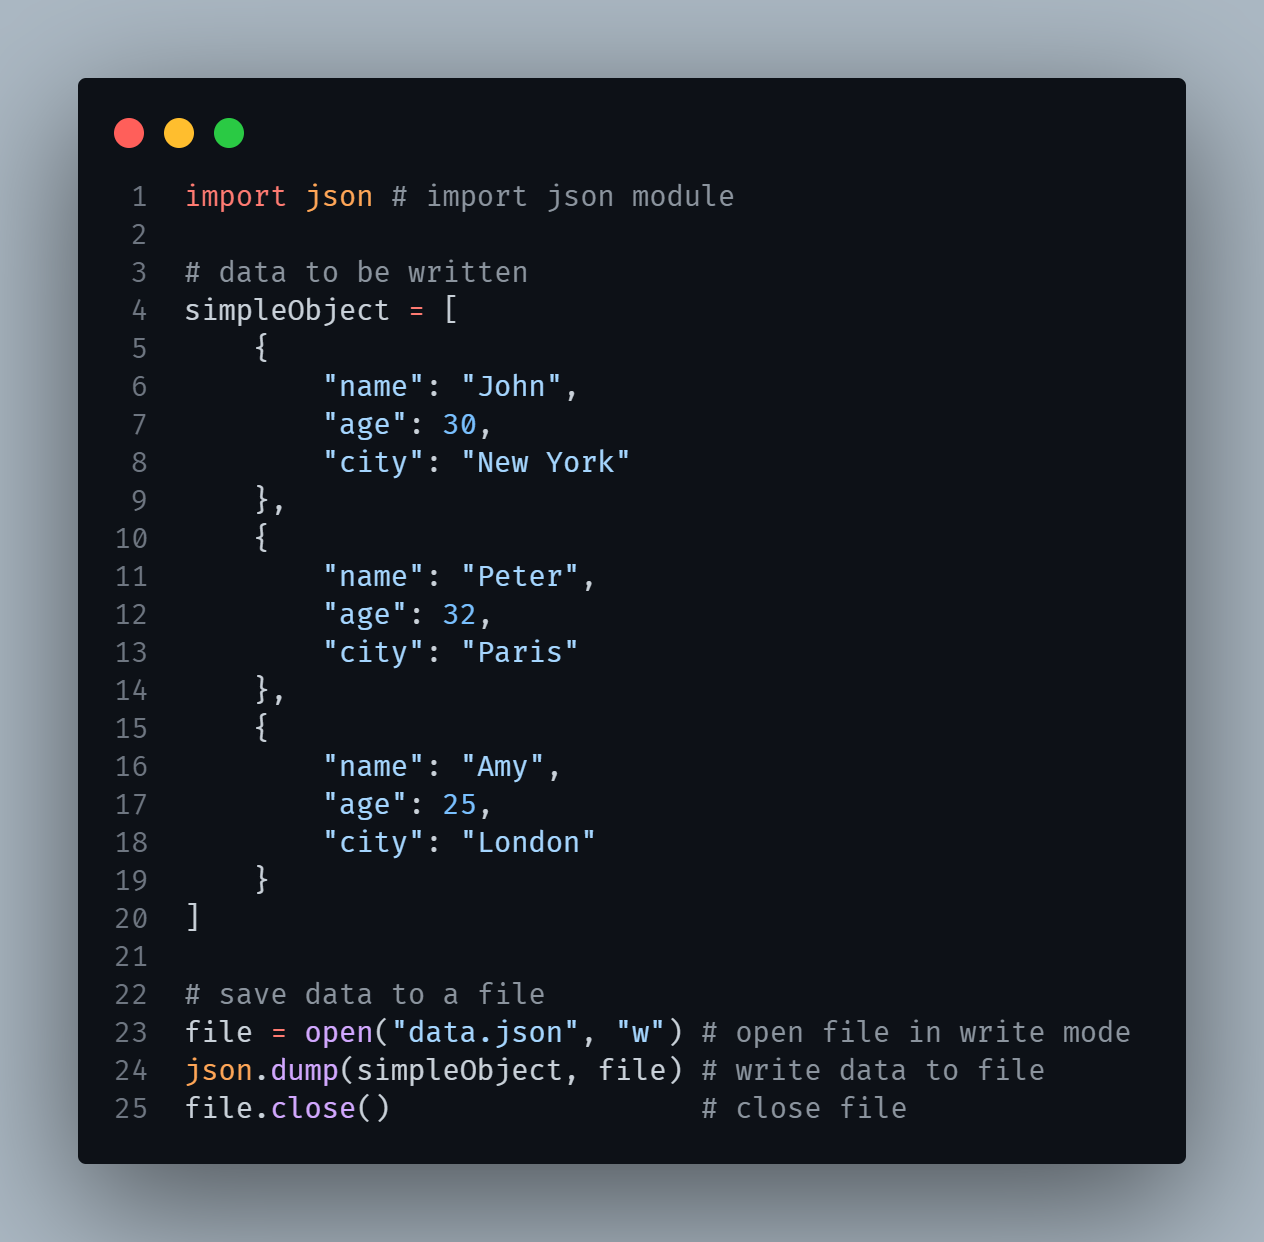 1 import json # import json module
2
3 # data to be written
4 simpleObject = [
5     {
6         "name": "John",
7         "age": 30,
8         "city": "New York"
9     },
10     {
11         "name": "Peter",
12         "age": 32,
13         "city": "Paris"
14     },
15     {
16         "name": "Amy",
17         "age": 25,
18         "city": "London"
19     }
20 ]
21
22 # save data to a file
23 file = open("data.json", "w") # open file in write mode
24 json.dump(simpleObject, file) # write data to file
25 file.close()                  # close file